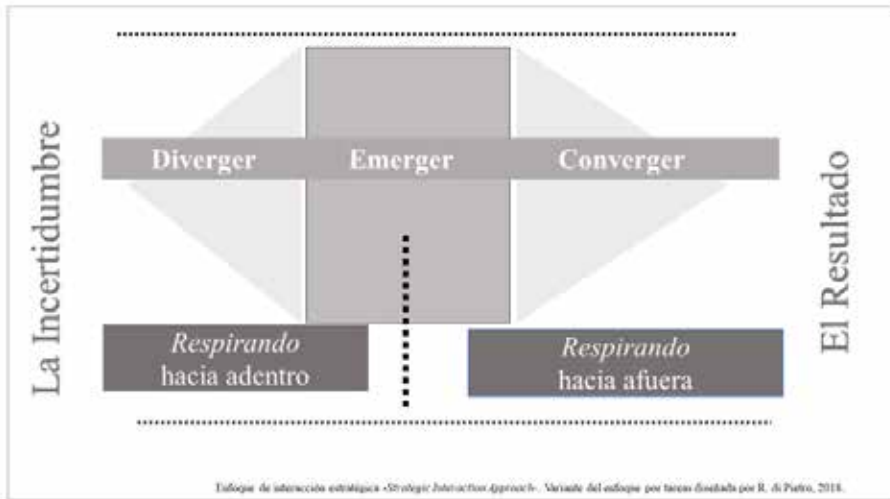 La Incertidumbre
Diverger
Emerger
Converger
Respirando
hacia adentro
Respirando
hacia afuera
El Resultado
Enfoque de interacción estratégica «Strategic Interaction Approach». Variante del enfoque por tareas diseñada por R. di Pietro, 2018.